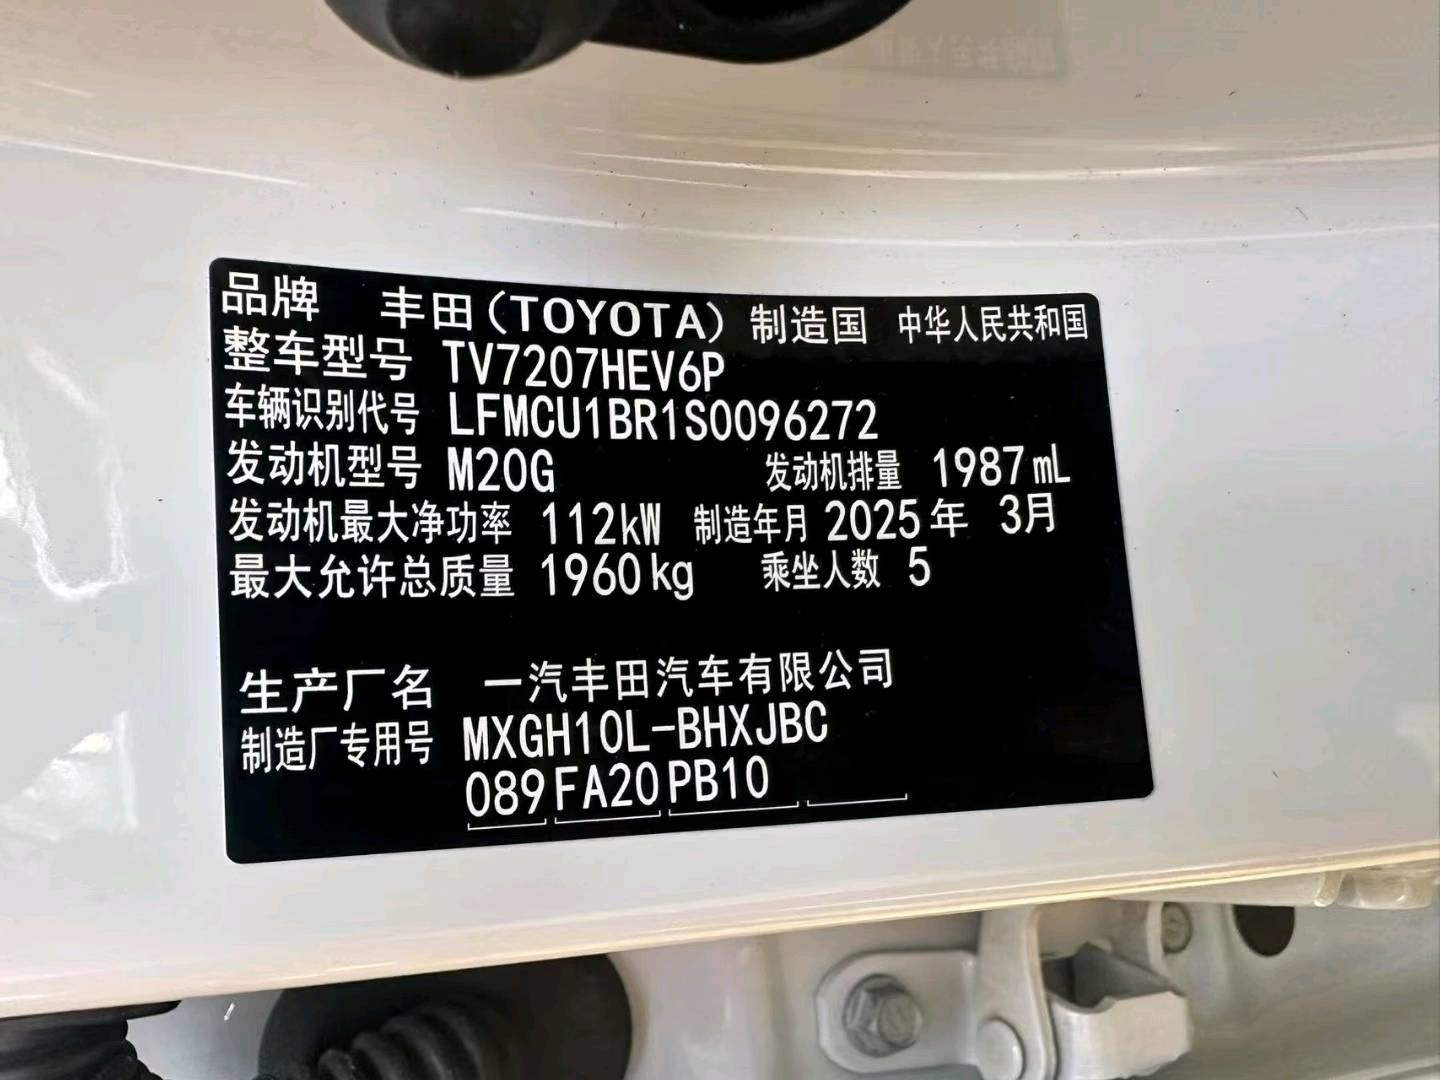 品牌 丰田(TOYOTA) 制造国 中华人民共和国
整车型号 TV7207HEV6P
车辆识别代号 LFMCU1BR1S0096272
发动机型号 M20G 发动机排量 1987mL
发动机最大净功率 112kW 制造年月 2025年 3月
最大允许总质量 1960kg 乘坐人数 5
生产厂名 一汽丰田汽车有限公司
制造厂专用号 MXGH10L-BHXJBC
089 FA20 PB10